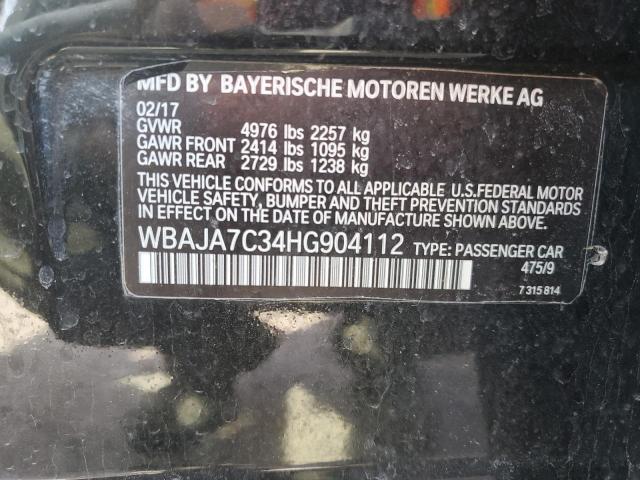 MFD BY BAYERISCHE MOTOREN WERKE AG
02/17
GVWR 4976 lbs 2257 kg
GAWR FRONT 2414 lbs 1095 kg
GAWR REAR 2729 lbs 1238 kg
THIS VEHICLE CONFORMS TO ALL APPLICABLE U.S.FEDERAL MOTOR
VEHICLE SAFETY, BUMPER AND THEFT PREVENTION STANDARDS
IN EFFECT ON THE DATE OF MANUFACTURE SHOWN ABOVE.
WBAJA7C34HG904112 TYPE: PASSENGER CAR
475/9
7 315 814